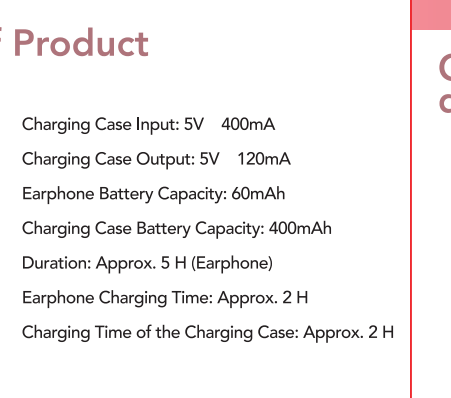 Product
Charging Case Input: 5V 400mA
Charging Case Output: 5V 120mA
Earphone Battery Capacity: 60mAh
Charging Case Battery Capacity: 400mAh
Duration: Approx. 5 H (Earphone)
Earphone Charging Time: Approx. 2 H
Charging Time of the Charging Case: Approx. 2 H